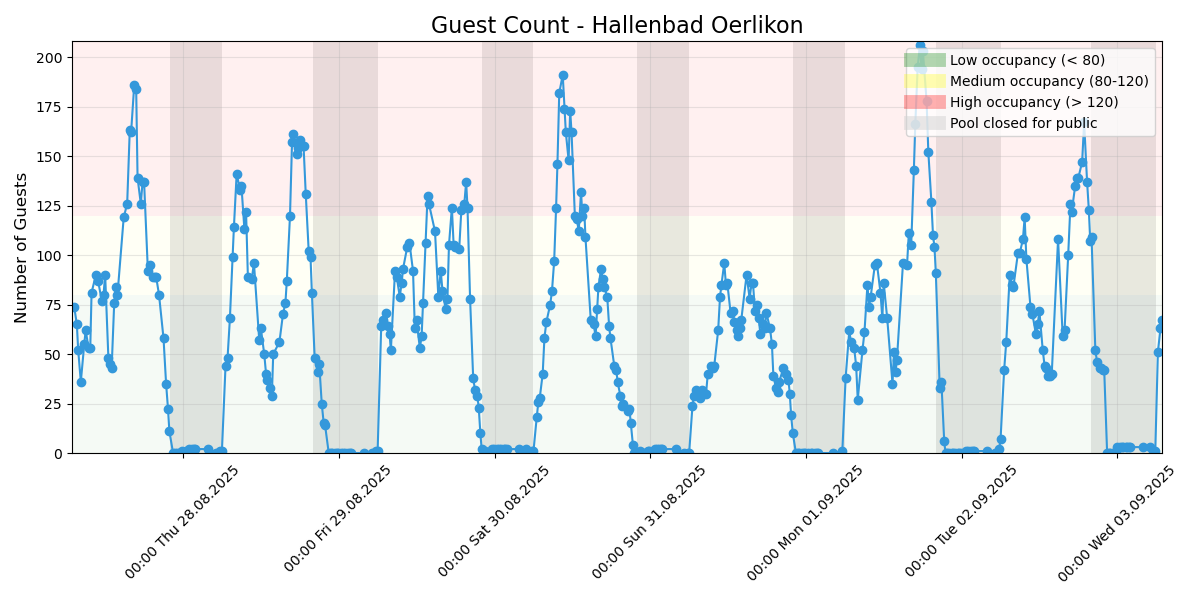 Guest Count - Hallenbad Oerlikon
Number of Guests
200
175
150
125
100
75
50
25
0
Low occupancy (< 80)
Medium occupancy (80-120)
High occupancy (> 120)
Pool closed for public
00:00 Thu 28.08.2025
00:00 Fri 29.08.2025
00:00 Sat 30.08.2025
00:00 Sun 31.08.2025
00:00 Mon 01.09.2025
00:00 Tue 02.09.2025
00:00 Wed 03.09.2025